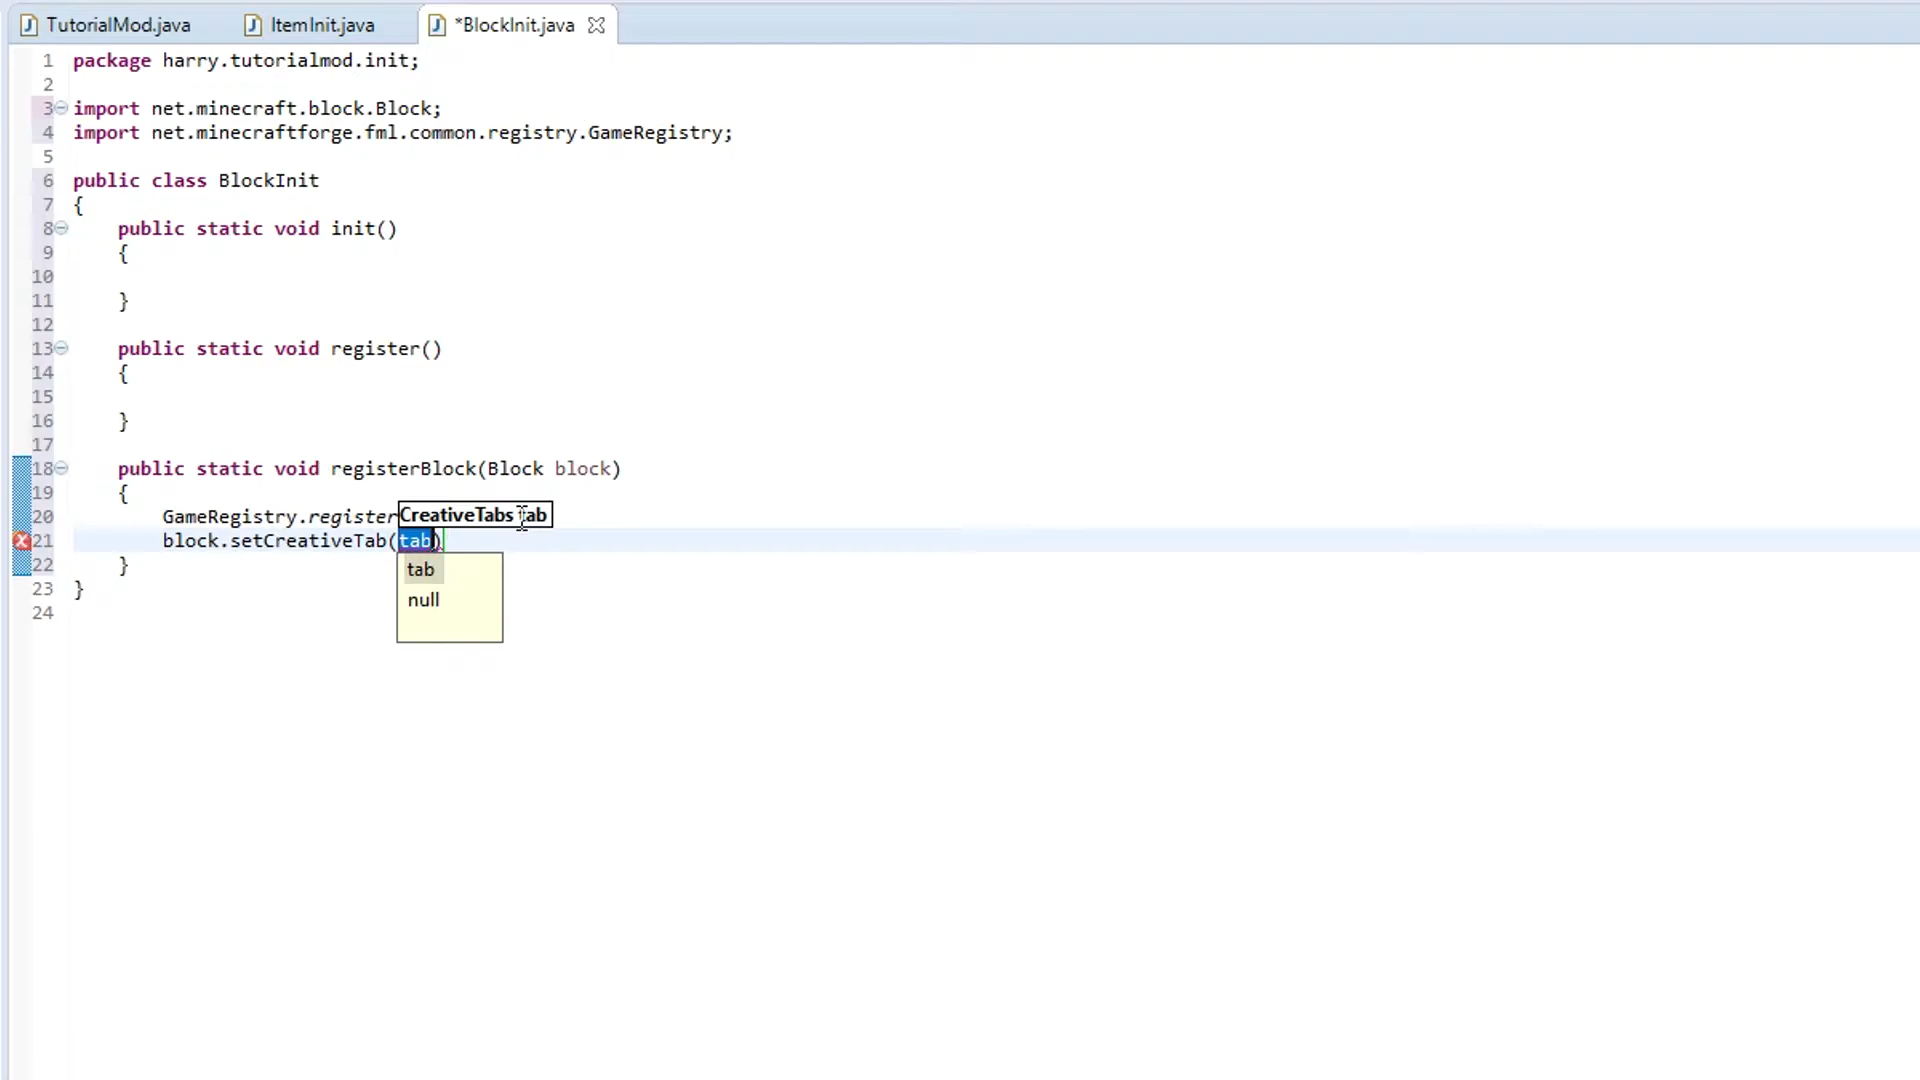 TutorialMod.java ItemInit.java *BlockInit.java
1 package harry.tutorialmod.init;
2
3 import net.minecraft.block.Block;
4 import net.minecraftforge.fml.common.registry.GameRegistry;
5
6 public class BlockInit
7 {
8 public static void init()
9 {
10
11 }
12
13 public static void register()
14 {
15
16 }
17
18 public static void registerBlock(Block block)
19 {
20 GameRegistry.register
CreativeTabs tab
21 block.setCreativeTab(tab)
22 }
tab
23 }
null
24